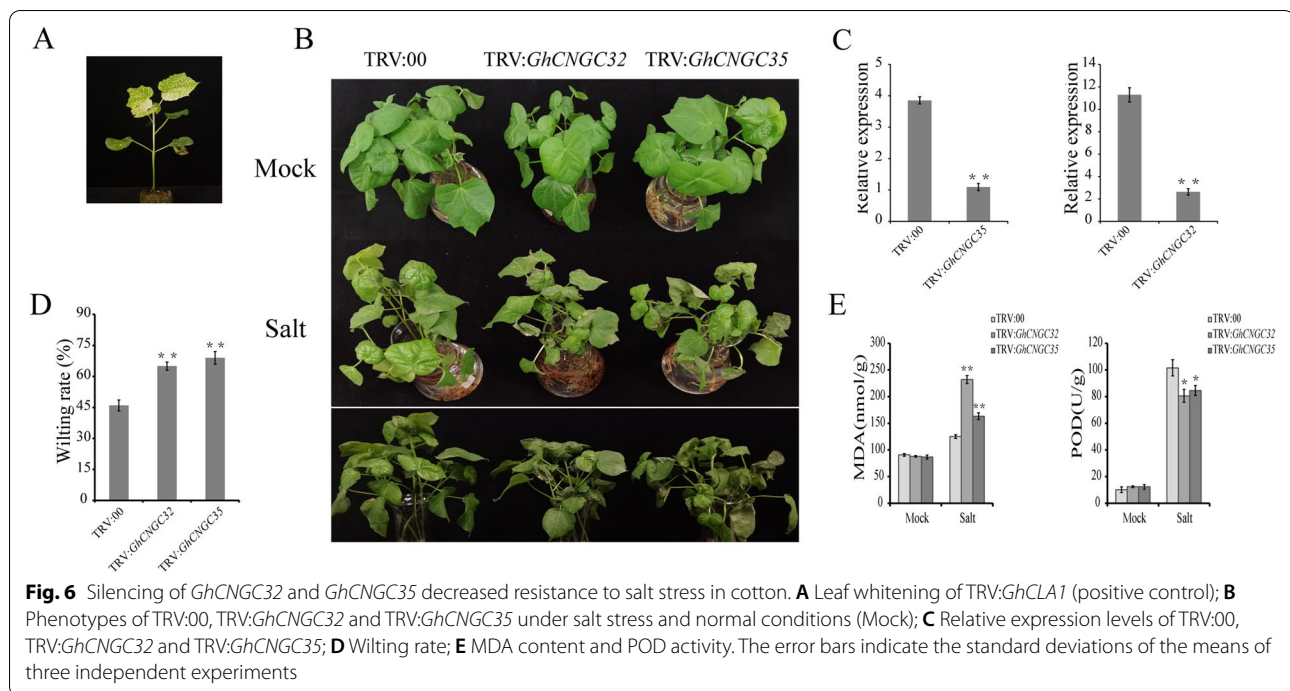 A
B
TRV:00 TRV:GhCNGC32 TRV:GhCNGC35
Mock
Salt
C
Relative expression
5
4
3
2
1
0
TRV:00
TRV:GhCNGC35
* *
Relative expression
14
12
10
8
6
4
2
0
TRV:00
TRV:GhCNGC32
* *
D
Wilting rate (%)
90
75
60
45
30
15
0
* *
* *
TRV:00
TRV:GhCNGC32
TRV:GhCNGC35
E
TRV:00
TRV:GhCNGC32
TRV:GhCNGC35
MDA(nmol/g)
300
250
200
150
100
50
0
**
**
Mock Salt
TRV:00
TRV:GhCNGC32
TRV:GhCNGC35
POD(U/g)
120
100
80
60
40
20
0
* *
Mock Salt
Fig. 6 Silencing of GhCNGC32 and GhCNGC35 decreased resistance to salt stress in cotton. A Leaf whitening of TRV:GhCLA1 (positive control); B
Phenotypes of TRV:00, TRV:GhCNGC32 and TRV:GhCNGC35 under salt stress and normal conditions (Mock); C Relative expression levels of TRV:00,
TRV:GhCNGC32 and TRV:GhCNGC35; D Wilting rate; E MDA content and POD activity. The error bars indicate the standard deviations of the means of
three independent experiments